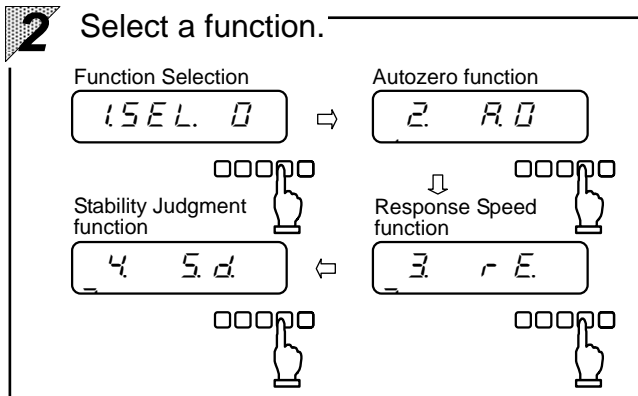 2 Select a function.
Function Selection
1.SEL. 0
Autozero function
2. A.0
Response Speed
function
3. r E.
Stability Judgment
function
4. S.d.